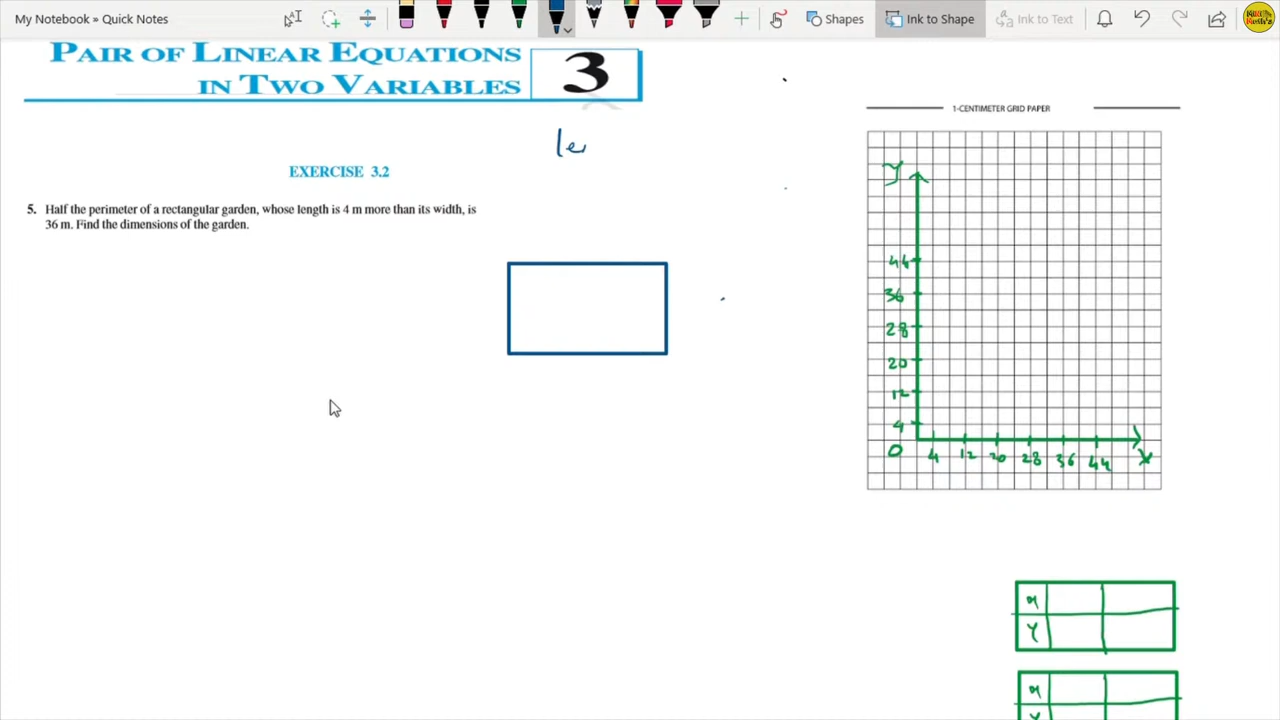 My Notebook » Quick Notes
Shapes
Ink to Shape
Ink to Text
PAIR OF LINEAR EQUATIONS
IN TWO VARIABLES
3
le
1-CENTIMETER GRID PAPER
EXERCISE 3.2
5. Half the perimeter of a rectangular garden, whose length is 4 m more than its width, is
36 m. Find the dimensions of the garden.
Y
44
36
28
20
12
4
O 4 12 20 28 36 44 X
x
Y
x
Y